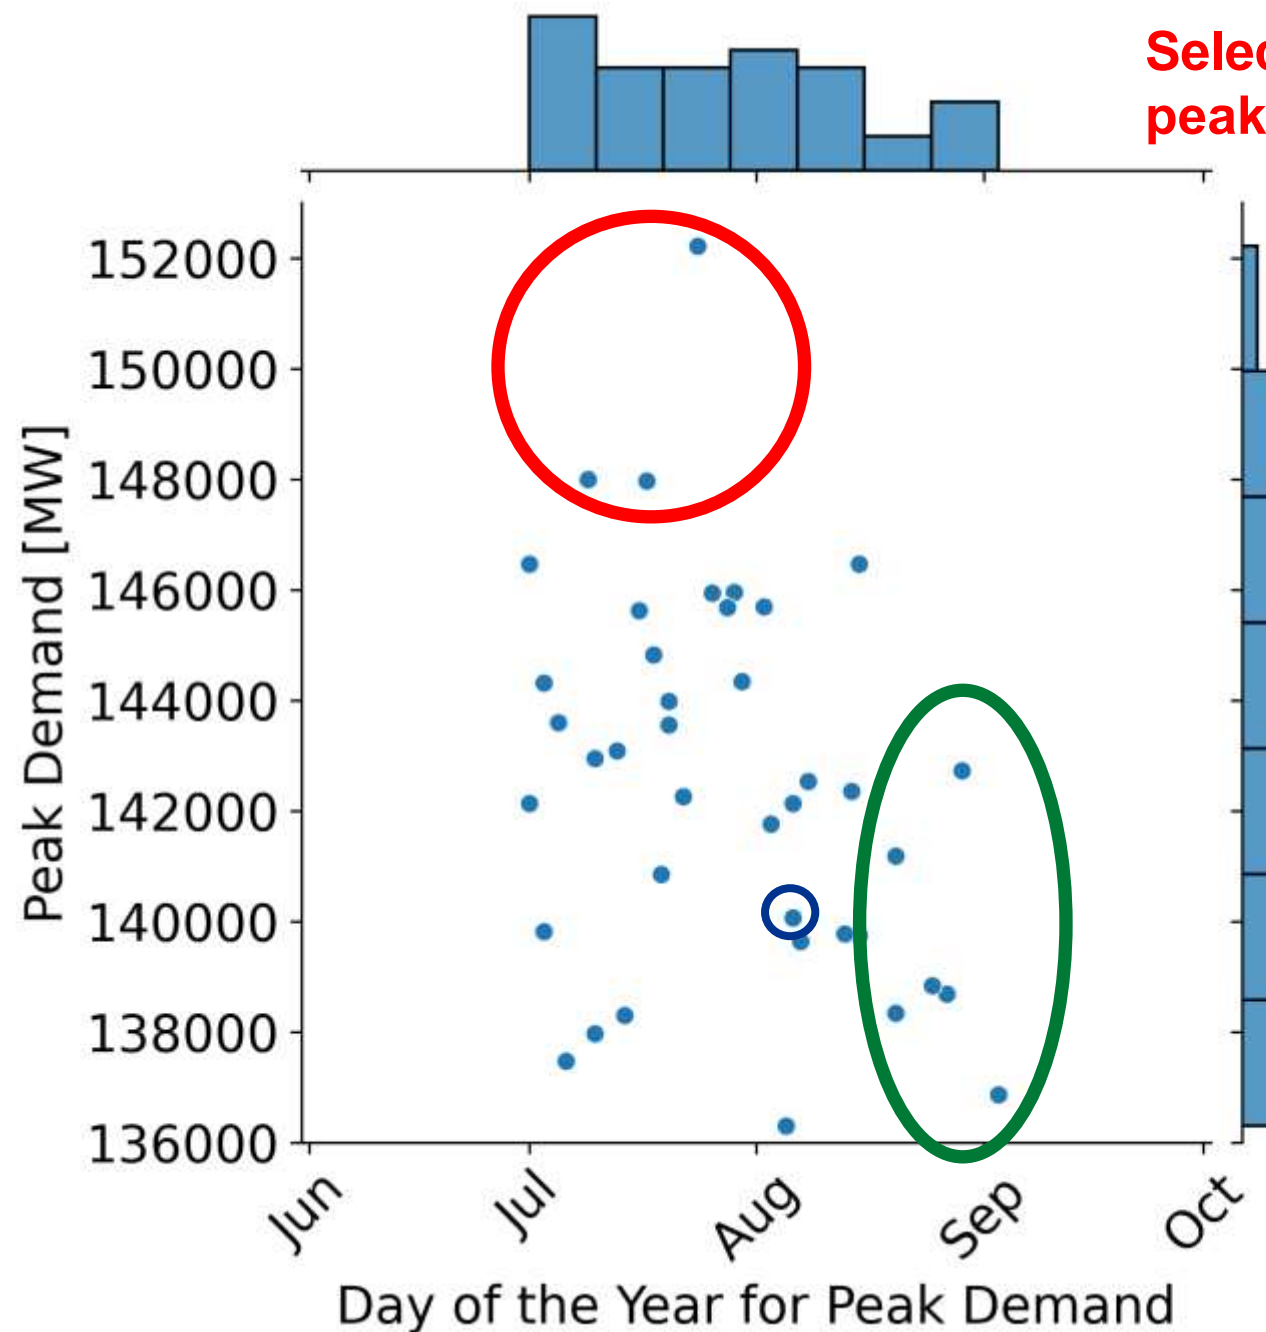 peak
152000
150000
148000
146000
144000
142000
140000
138000
136000
Peak Demand [MW]
Jun
Jul
Aug
Sep
Oct
Day of the Year for Peak Demand